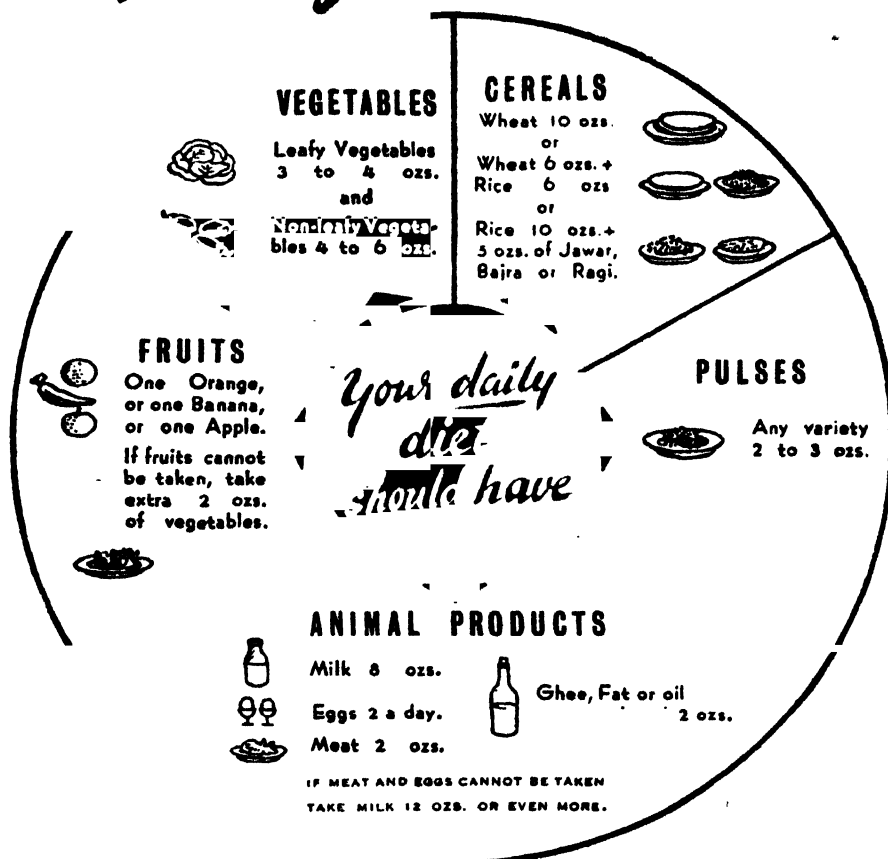 VEGETABLES
Leafy Vegetables
3 to 4 ozs.
and
Non-leafy Vegeta-
bles 4 to 6 ozs.
CEREALS
Wheat 10 ozs.
or
Wheat 6 ozs. +
Rice 6 ozs
or
Rice 10 ozs. +
5 ozs. of Jawar,
Bajra or Ragi.
FRUITS
One Orange,
or one Banana,
or one Apple.
If fruits cannot
be taken, take
extra 2 ozs.
of vegetables.
Your daily
diet
should have
PULSES
Any variety
2 to 3 ozs.
ANIMAL PRODUCTS
Milk 8 ozs.
Eggs 2 a day.
Meat 2 ozs.
Ghee, Fat or oil
2 ozs.
IF MEAT AND EGGS CANNOT BE TAKEN
TAKE MILK 12 OZS. OR EVEN MORE.